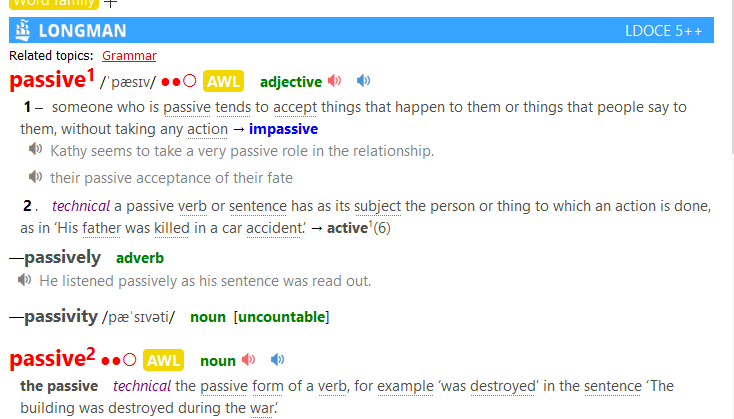 Word family
LONGMAN LDOCE 5++
Related topics: Grammar
passive1 /ˈpæsɪv/ ●●○ AWL adjective
1 – someone who is passive tends to accept things that happen to them or things that people say to
them, without taking any action → impassive
Kathy seems to take a very passive role in the relationship.
their passive acceptance of their fate
2 . technical a passive verb or sentence has as its subject the person or thing to which an action is done,
as in ‘His father was killed in a car accident.’ → active1(6)
—passively adverb
He listened passively as his sentence was read out.
—passivity /pæˈsɪvəti/ noun [uncountable]
passive2 ●●○ AWL noun
the passive technical the passive form of a verb, for example ‘was destroyed’ in the sentence ‘The
building was destroyed during the war.’